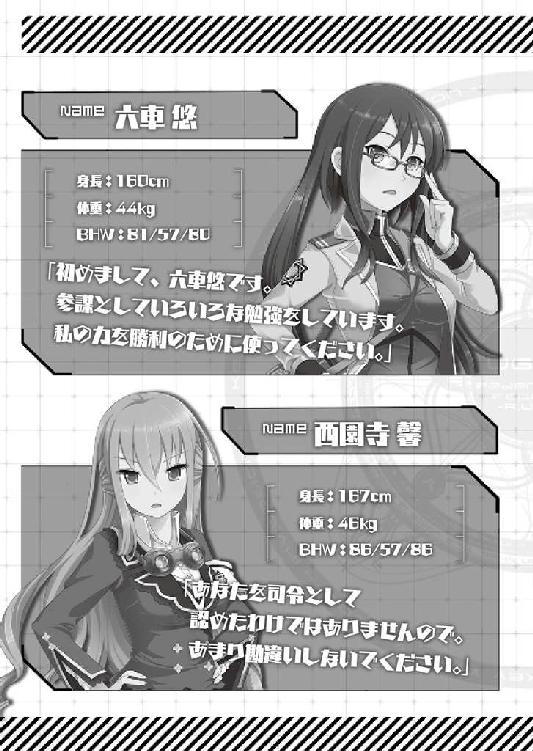 Name 六車 悠
身長：160cm
体重：44kg
BHW：81/57/80
「初めまして、六車悠です。
参謀としていろいろな勉強をしています。
私の力を勝利のために使ってください。」
Name 西園寺 馨
身長：167cm
体重：46kg
BHW：86/57/86
「あなたを司令として
認めたわけではありませんので。
あまり勘違いしないでください。」